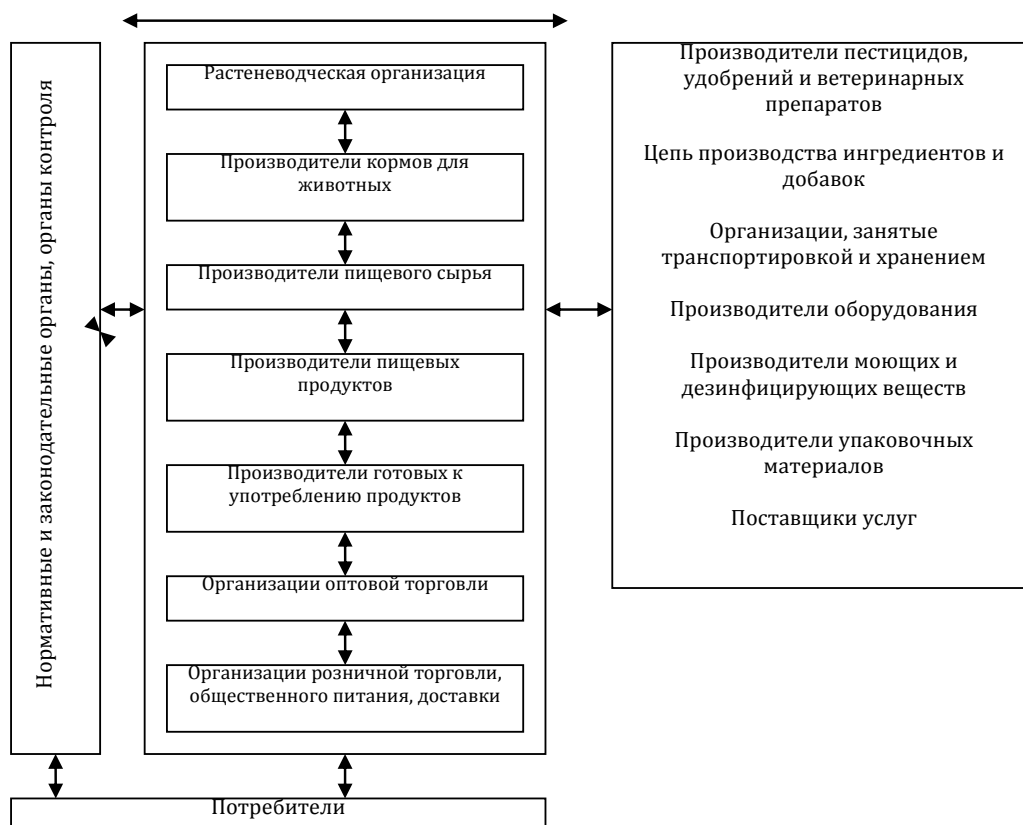 Нормативные и законодательные органы, органы контроля
Растеневодческая организация
Производители кормов для
животных
Производители пищевого сырья
Производители пищевых
продуктов
Производители готовых к
употреблению продуктов
Организации оптовой торговли
Организации розничной торговли,
общественного питания, доставки
Производители пестицидов,
удобрений и ветеринарных
препаратов
Цепь производства ингредиентов и
добавок
Организации, занятые
транспортировкой и хранением
Производители оборудования
Производители моющих и
дезинфицирующих веществ
Производители упаковочных
материалов
Поставщики услуг
Потребители